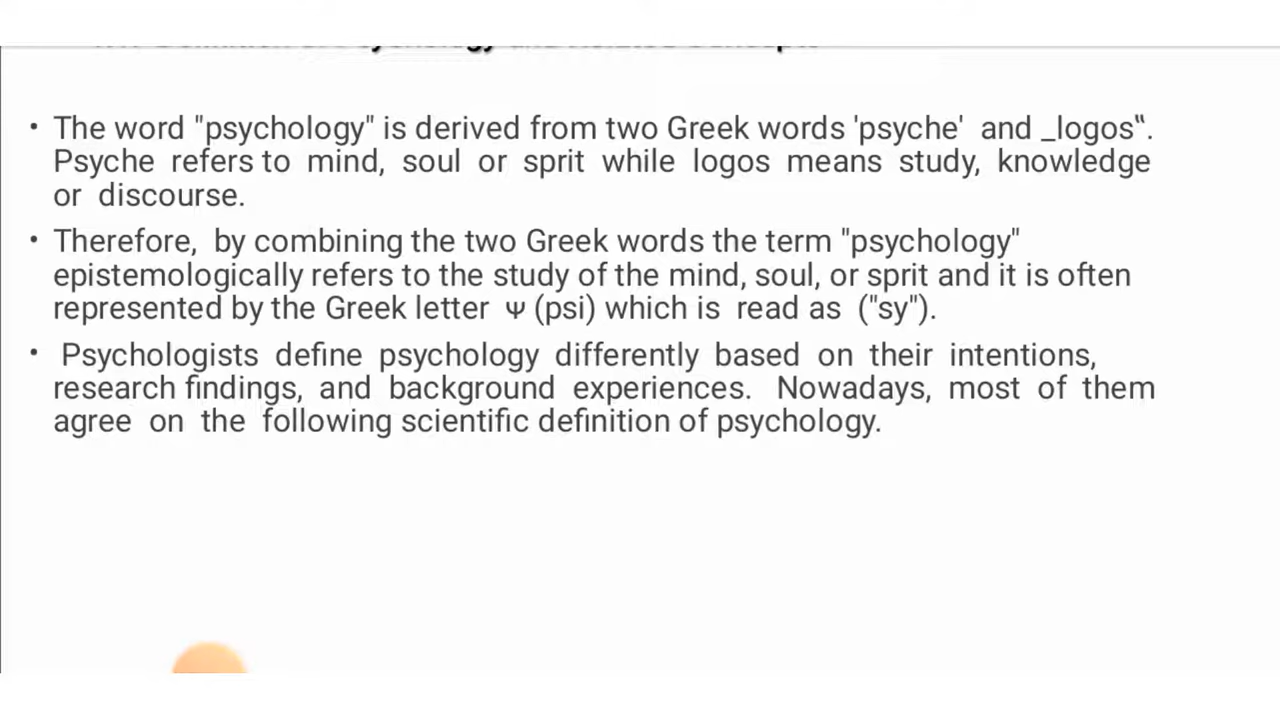 • The word "psychology" is derived from two Greek words 'psyche'  and _logos‟.
Psyche  refers to  mind,  soul  or  sprit  while  logos  means  study,  knowledge
or  discourse.
• Therefore,  by combining the two Greek words the term "psychology"
epistemologically refers to the study of the mind, soul, or sprit and it is often
represented by the Greek letter  Ψ (psi) which is  read as  ("sy").
• Psychologists  define  psychology  differently  based  on  their  intentions,
research findings,  and  background  experiences.   Nowadays,  most  of  them
agree  on  the  following scientific definition of psychology.